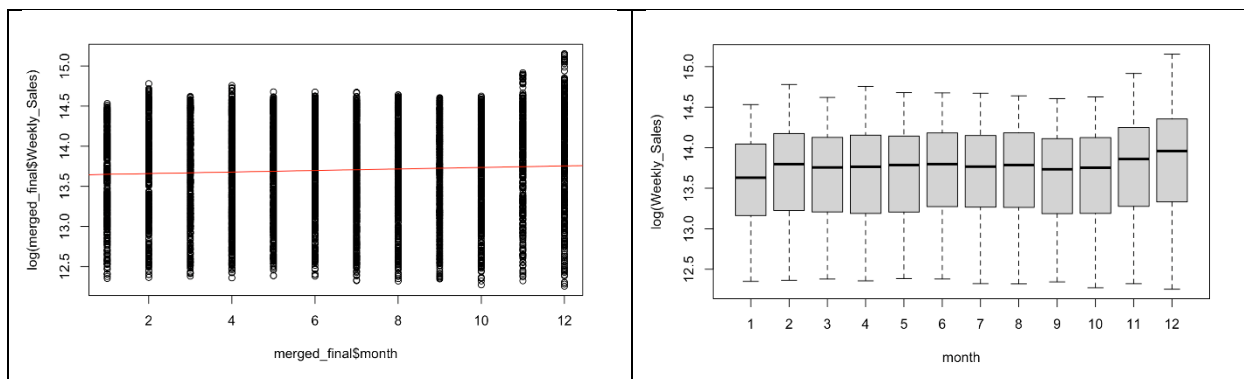 log(merged_final$Weekly_Sales)
15.0
14.5
14.0
13.5
13.0
12.5
2 4 6 8 10 12
merged_final$month
log(Weekly_Sales)
15.0
14.5
14.0
13.5
13.0
12.5
1 2 3 4 5 6 7 8 9 10 11 12
month